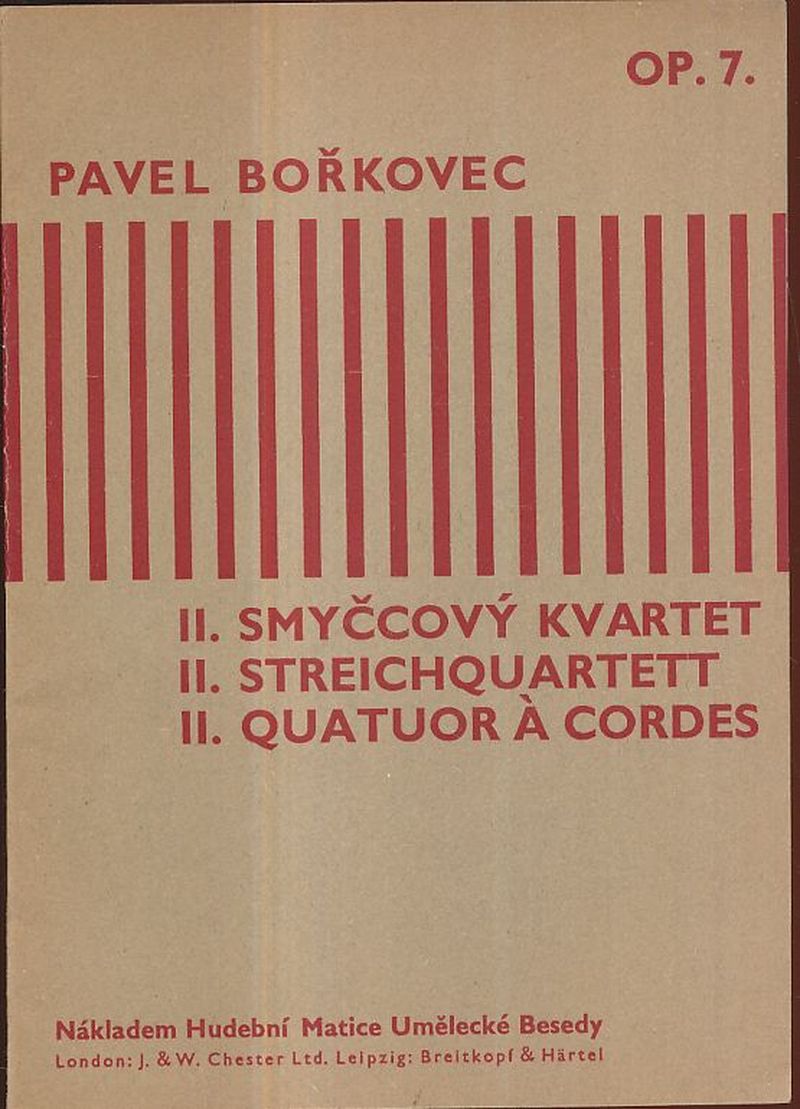 OP. 7.
PAVEL BOŘKOVEC
II. SMYČCOVÝ KVARTET
II. STREICHQUARTETT
II. QUATUOR À CORDES
Nákladem Hudební Matice Umělecké Besedy
London: J. & W. Chester Ltd. Leipzig: Breitkopf & Härtel